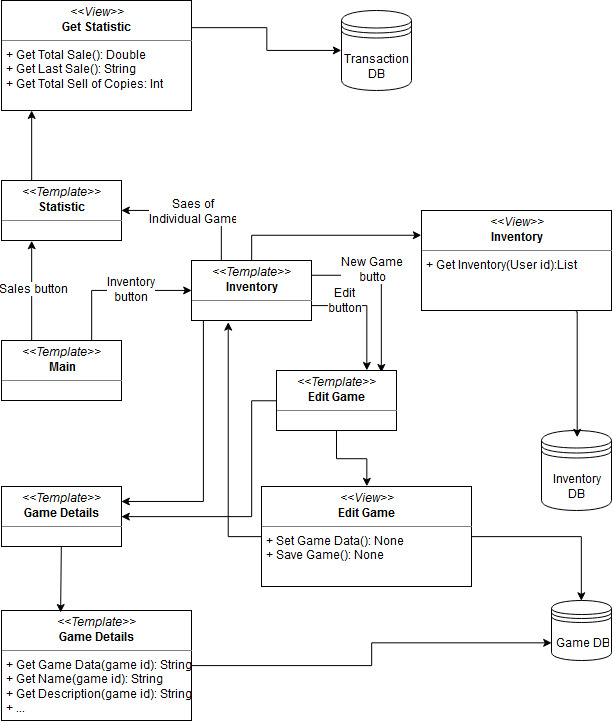 <<View>>
Get Statistic
+ Get Total Sale(): Double
+ Get Last Sale(): String
+ Get Total Sell of Copies: Int
Transaction
DB
<<Template>>
Statistic
Saes of
Individual Game
<<View>>
Inventory
+ Get Inventory(User id):List
Sales button
Inventory
button
<<Template>>
Inventory
New Game
butto
Edit
button
<<Template>>
Main
<<Template>>
Edit Game
Inventory
DB
<<Template>>
Game Details
<<View>>
Edit Game
+ Set Game Data(): None
+ Save Game(): None
<<Template>>
Game Details
+ Get Game Data(game id): String
+ Get Name(game id): String
+ Get Description(game id): String
+ ...
Game DB